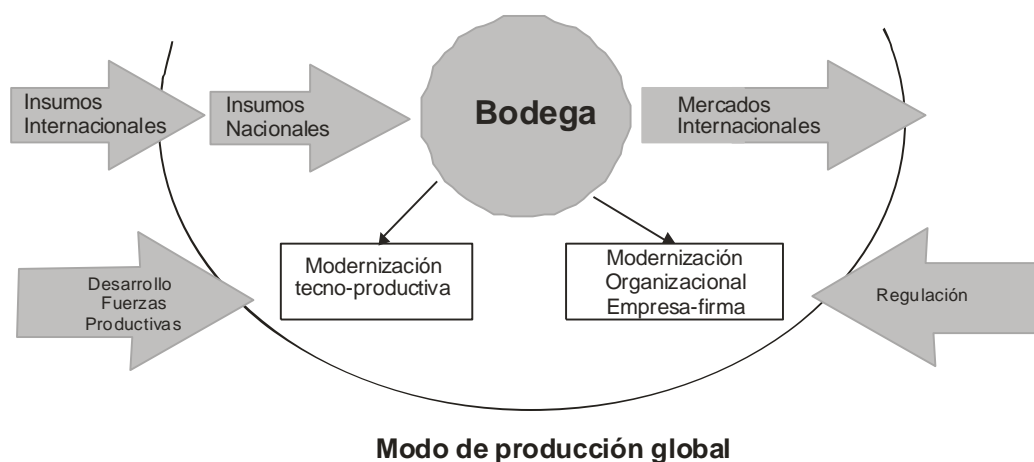 Insumos
Internacionales
Insumos
Nacionales
Bodega
Mercados
Internacionales
Modernización
tecno-productiva
Modernización
Organizacional
Empresa-firma
Desarrollo
Fuerzas
Productivas
Regulación
Modo de producción global